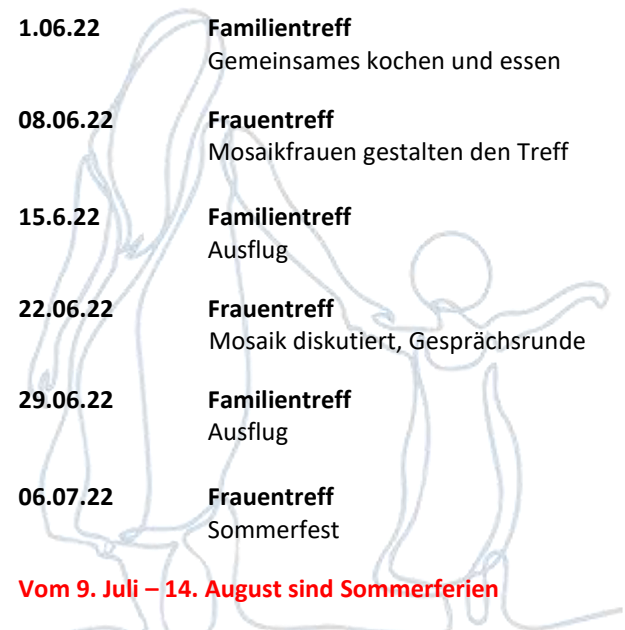 1.06.22 Familientreff
Gemeinsames kochen und essen
08.06.22 Frauentreff
Mosaikfrauen gestalten den Treff
15.6.22 Familientreff
Ausflug
22.06.22 Frauentreff
Mosaik diskutiert, Gesprächsrunde
29.06.22 Familientreff
Ausflug
06.07.22 Frauentreff
Sommerfest
Vom 9. Juli – 14. August sind Sommerferien